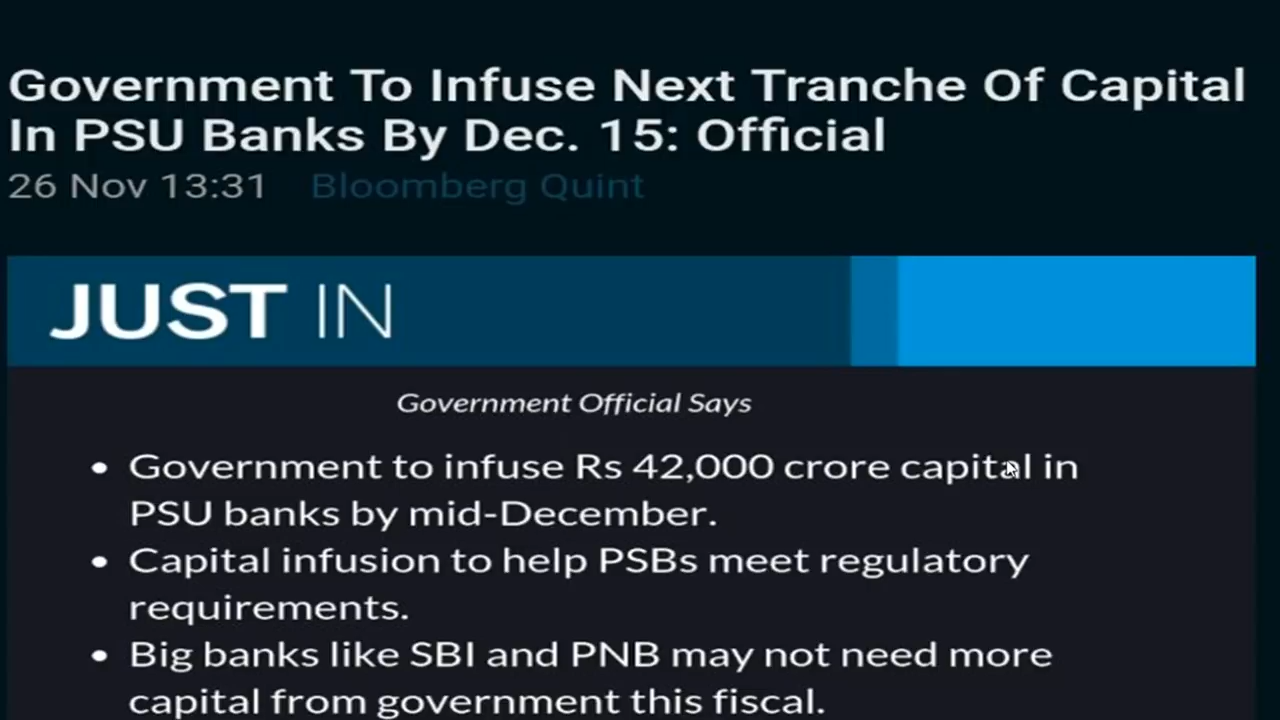 Government To Infuse Next Tranche Of Capital
In PSU Banks By Dec. 15: Official
26 Nov 13:31 Bloomberg Quint
JUST IN
Government Official Says
• Government to infuse Rs 42,000 crore capital in
PSU banks by mid-December.
• Capital infusion to help PSBs meet regulatory
requirements.
• Big banks like SBI and PNB may not need more
capital from government this fiscal.